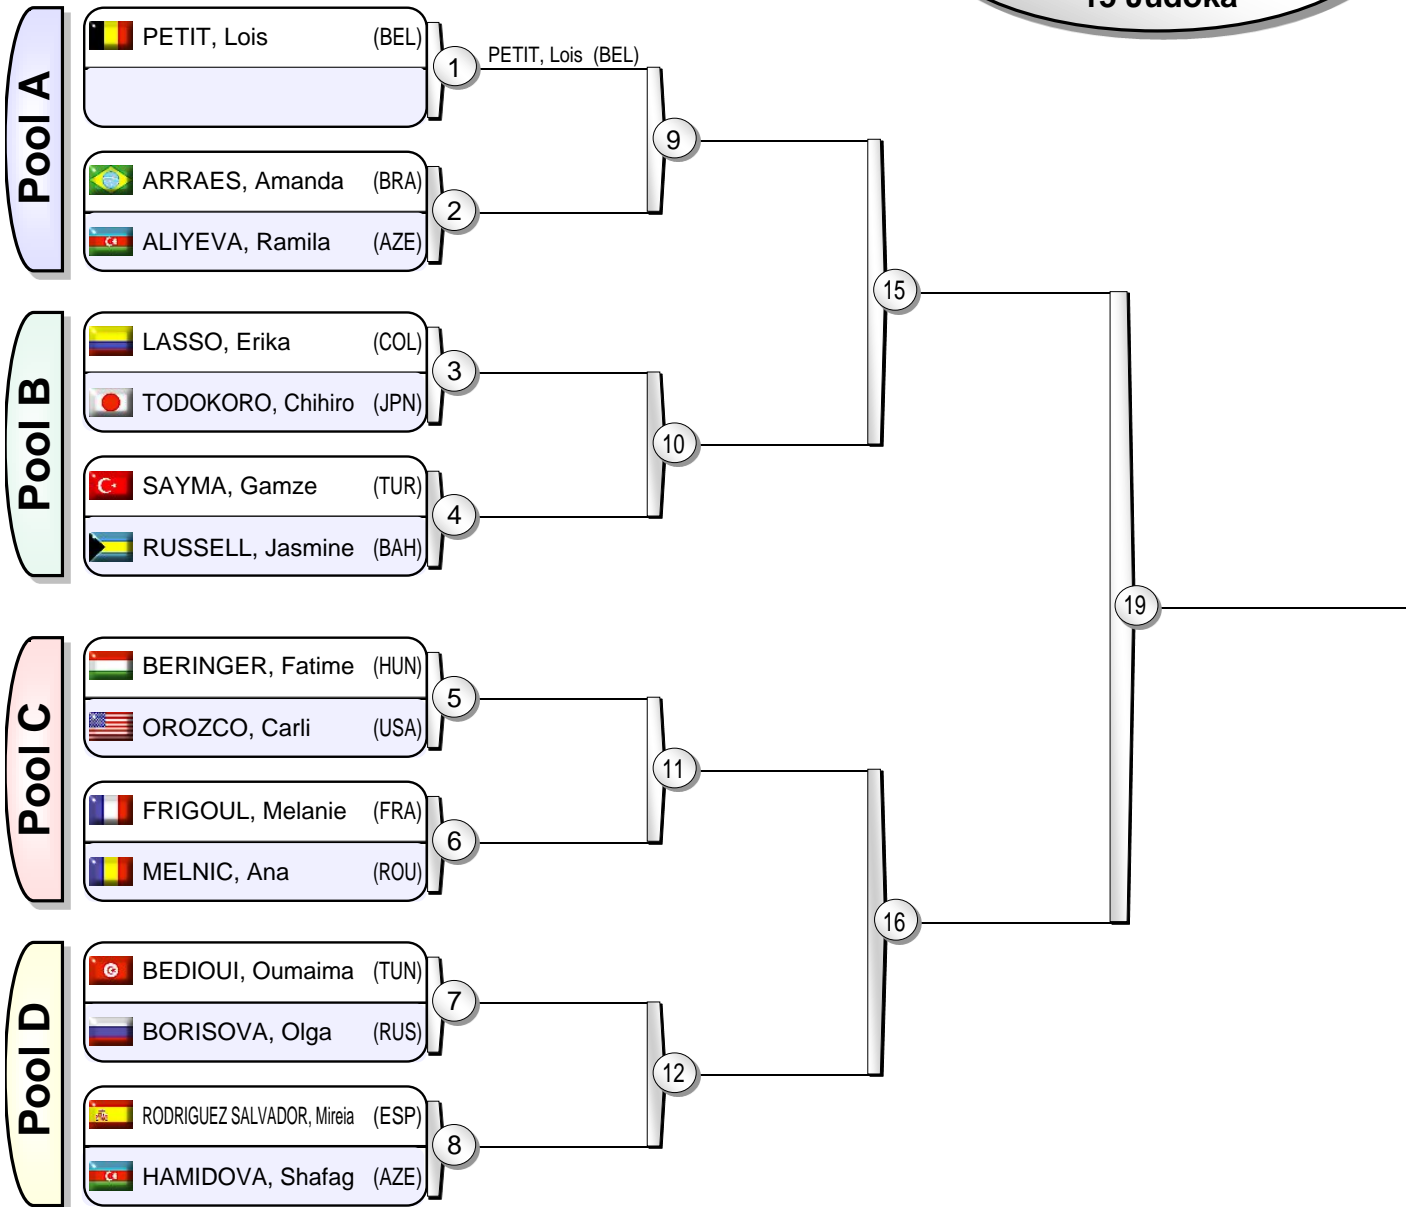 15 Judoka
Pool A
PETIT, Lois (BEL)
1
PETIT, Lois (BEL)
9
ARRAES, Amanda (BRA)
2
ALIYEVA, Ramila (AZE)
15
Pool B
LASSO, Erika (COL)
3
TODOKORO, Chihiro (JPN)
10
SAYMA, Gamze (TUR)
4
RUSSELL, Jasmine (BAH)
19
Pool C
BERINGER, Fatime (HUN)
5
OROZCO, Carli (USA)
11
FRIGOUL, Melanie (FRA)
6
MELNIC, Ana (ROU)
16
Pool D
BEDIOUI, Oumaima (TUN)
7
BORISOVA, Olga (RUS)
12
RODRIGUEZ SALVADOR, Mireia (ESP)
8
HAMIDOVA, Shafag (AZE)